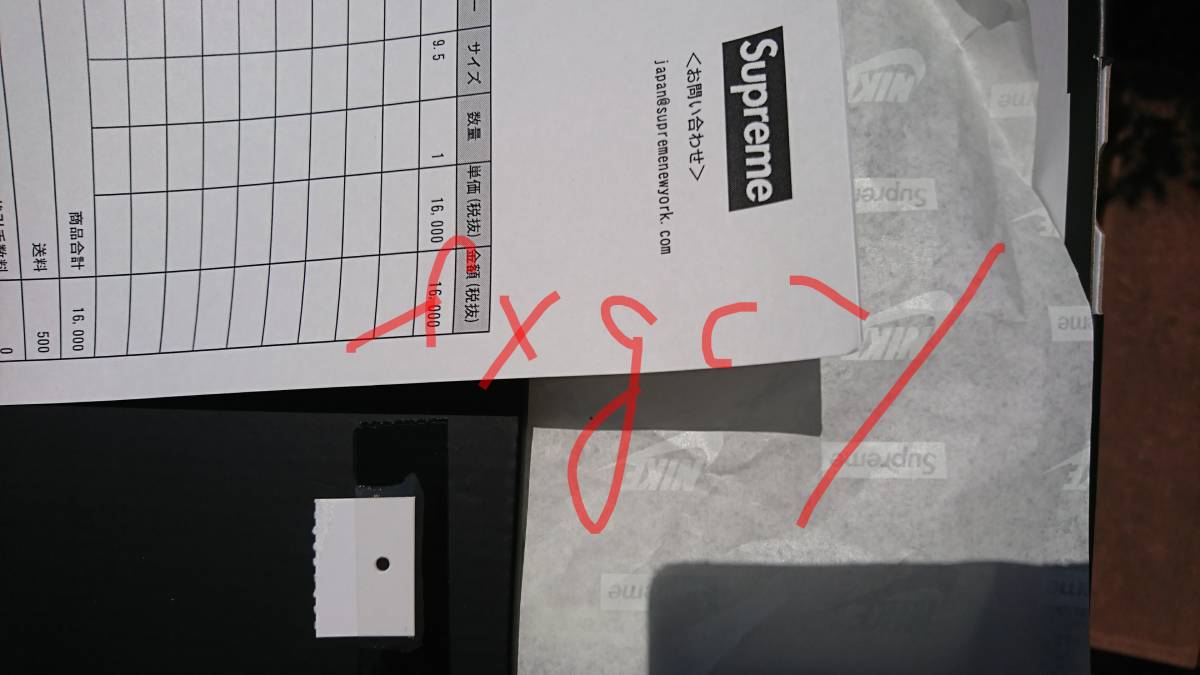 Supreme
<お問い合わせ>
japan@supremenewyork.com
サイズ 数量 単価(税抜) 金額(税抜)
9.5 1 16,000 16,000
商品合計 16,000
送料 500
0
NIKE
Supreme
NIKE
Supreme
NIKE
Supreme